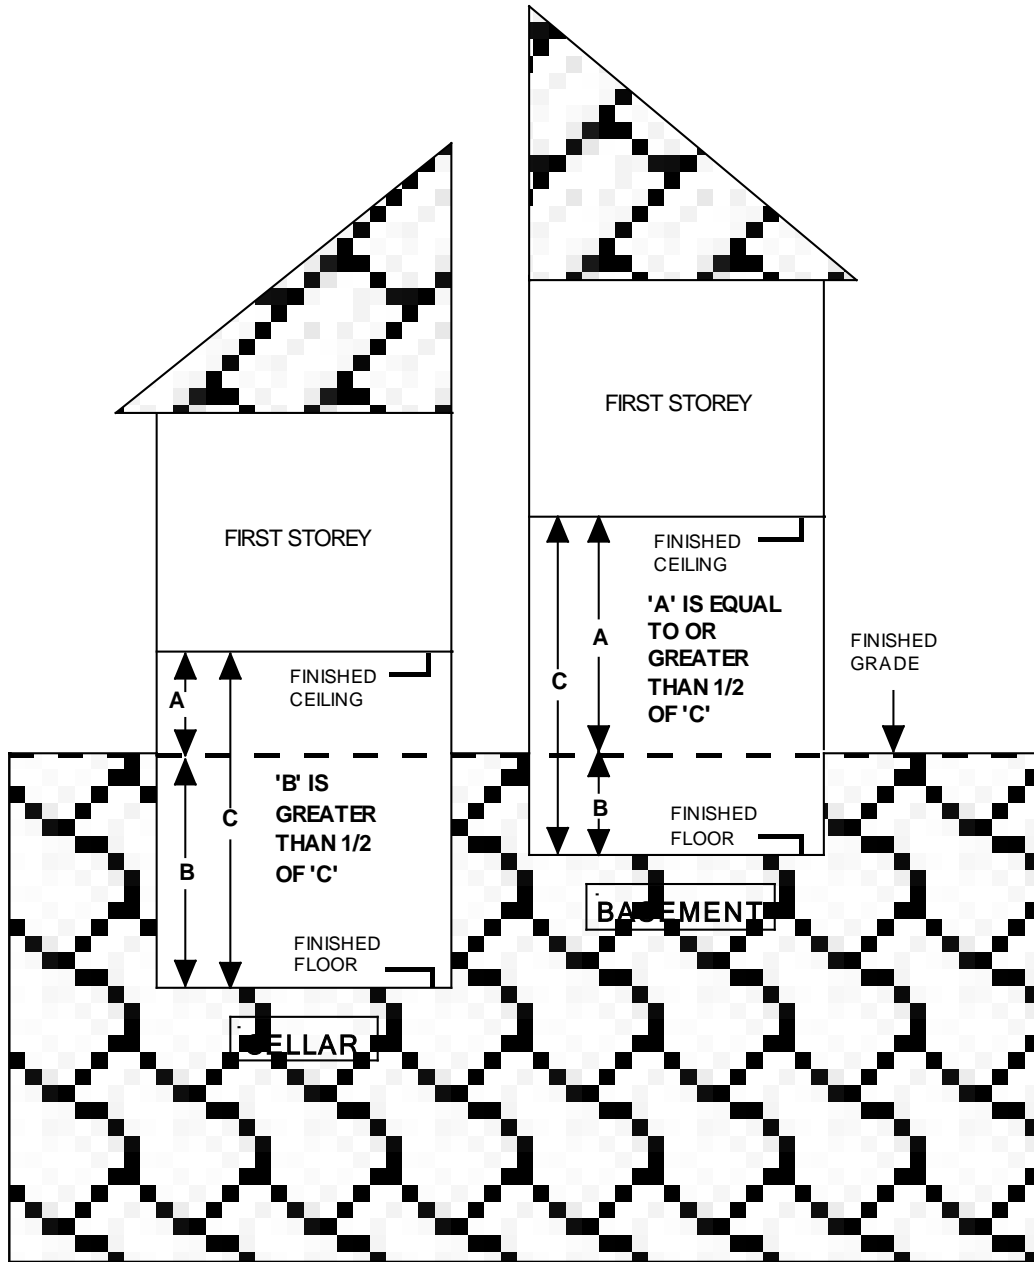 FIRST STOREY
FINISHED
CEILING
A
C
'B' IS
GREATER
THAN 1/2
OF 'C'
B
FINISHED
FLOOR
CELLAR
FIRST STOREY
FINISHED
CEILING
'A' IS EQUAL
TO OR
GREATER
THAN 1/2
OF 'C'
A
C
B
FINISHED
FLOOR
BASEMENT
FINISHED
GRADE